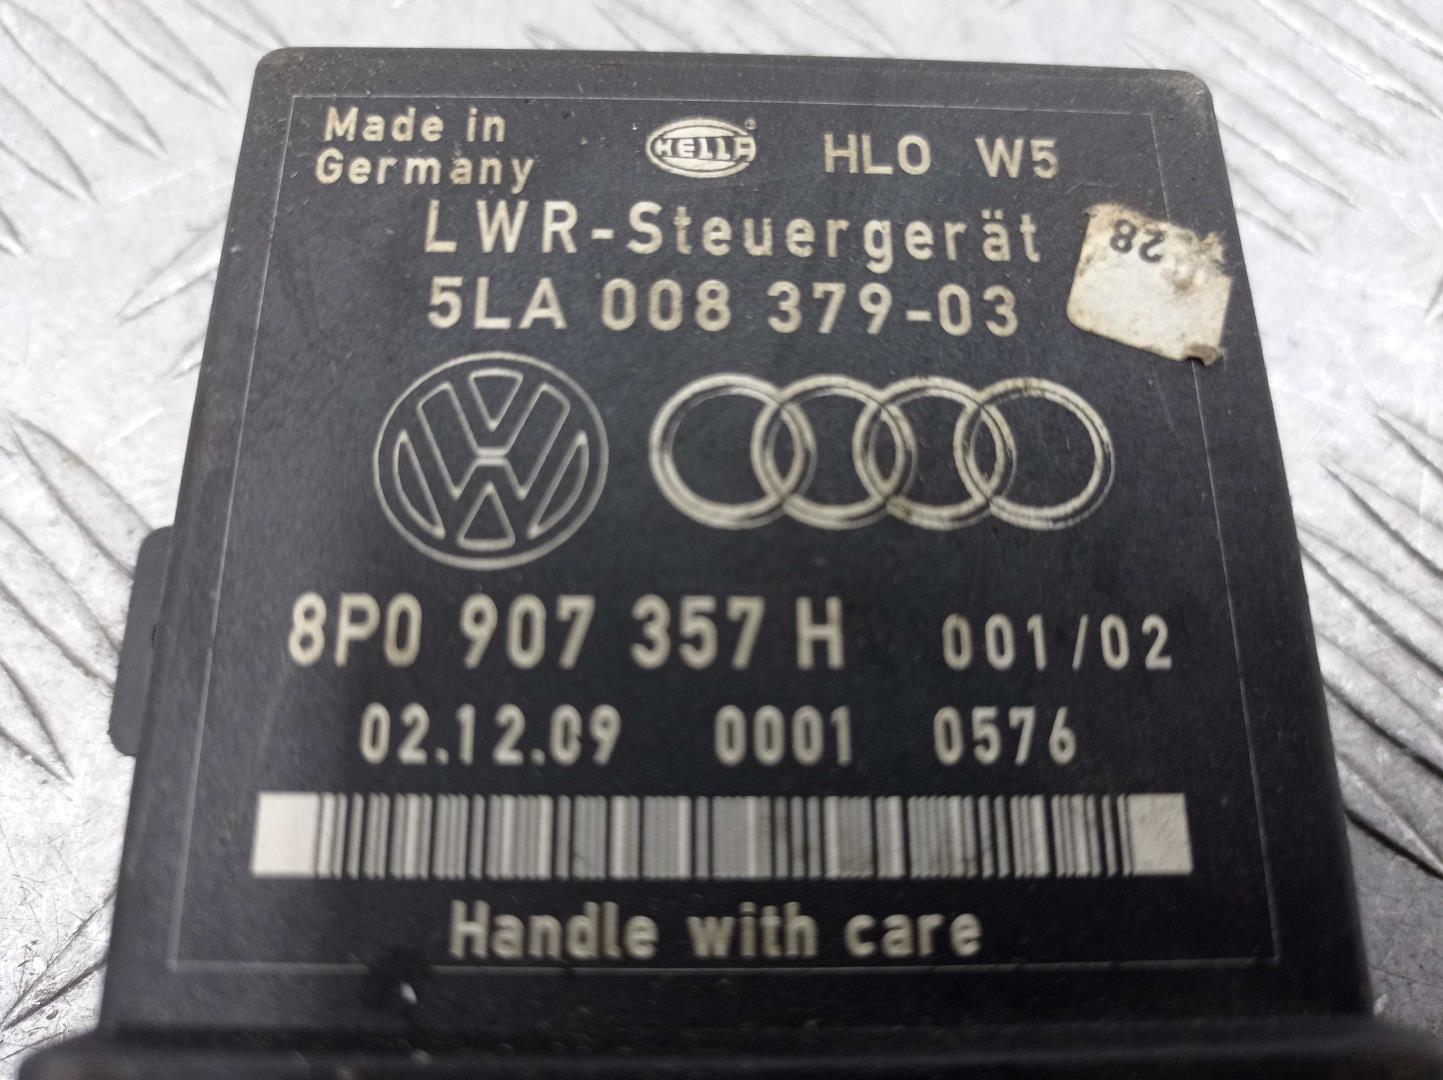 Made in
Germany
HELLA
HLO W5
LWR-Steuergerät
5LA 008 379-03
28
8P0 907 357 H 001/02
02.12.09 0001 0576
Handle with care